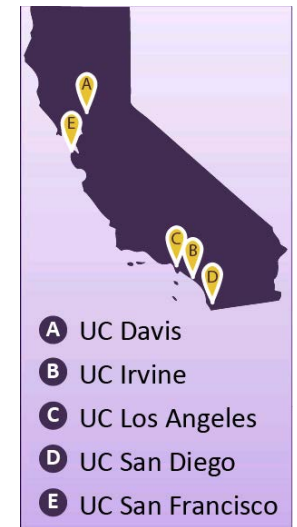 A
E
C
B
D
A UC Davis
B UC Irvine
C UC Los Angeles
D UC San Diego
E UC San Francisco